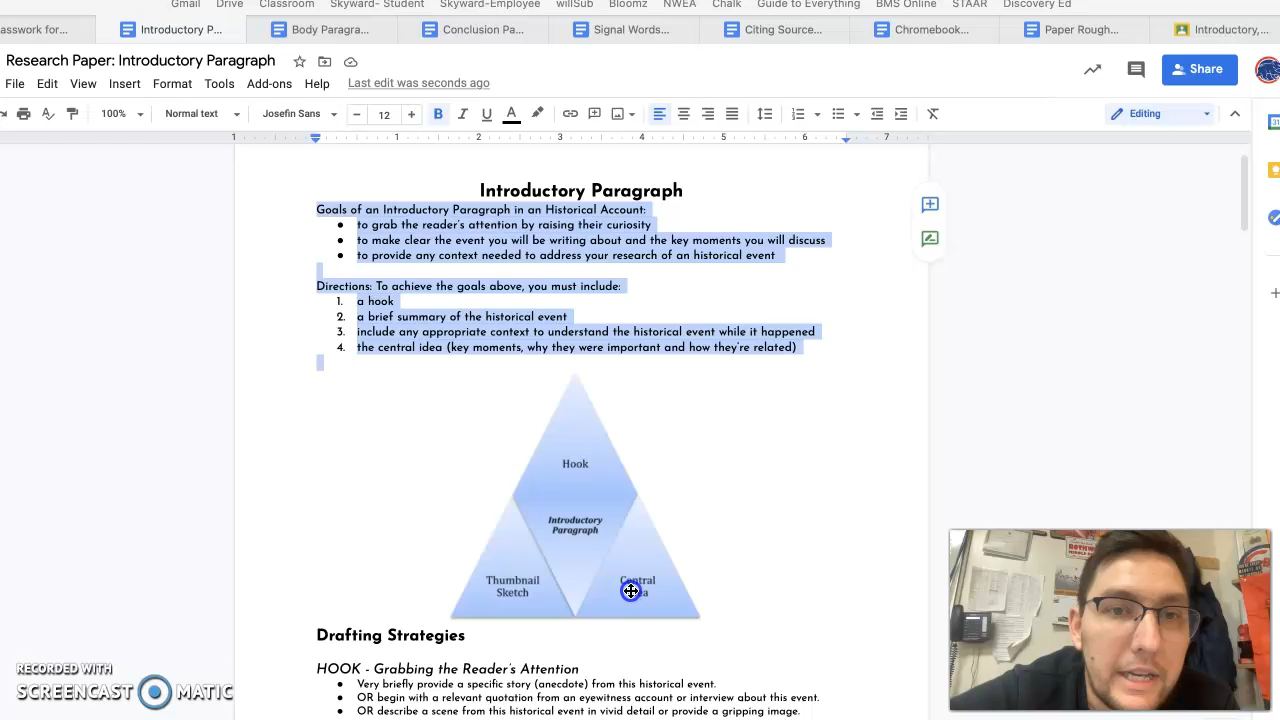 Gmail Drive Classroom Skyward- Student Skyward-Employee willSub Bloomz NWEA Chalk Guide to Everything BMS Online STAAR Discovery Ed
asswork for... Introductory P... Body Paragra... Conclusion Pa... Signal Words... Citing Source... Chromebook... Paper Rough... Introductory,...
Research Paper: Introductory Paragraph
Share
File Edit View Insert Format Tools Add-ons Help Last edit was seconds ago
100% Normal text Josefin Sans 12 B I U A Editing
1 1 2 3 4 5 6 7
31
Introductory Paragraph
Goals of an Introductory Paragraph in an Historical Account:
● to grab the reader's attention by raising their curiosity
● to make clear the event you will be writing about and the key moments you will discuss
● to provide any context needed to address your research of an historical event
Directions: To achieve the goals above, you must include:
1. a hook
2. a brief summary of the historical event
3. include any appropriate context to understand the historical event while it happened
4. the central idea (key moments, why they were important and how they're related)
Hook
Introductory
Paragraph
Thumbnail
Sketch
Central
Drafting Strategies
HOOK - Grabbing the Reader's Attention
● Very briefly provide a specific story (anecdote) from this historical event.
● OR begin with a relevant quotation from an eyewitness account or interview about this event.
● OR describe a scene from this historical event in vivid detail or provide a gripping image.
RECORDED WITH
SCREENCAST MATIC